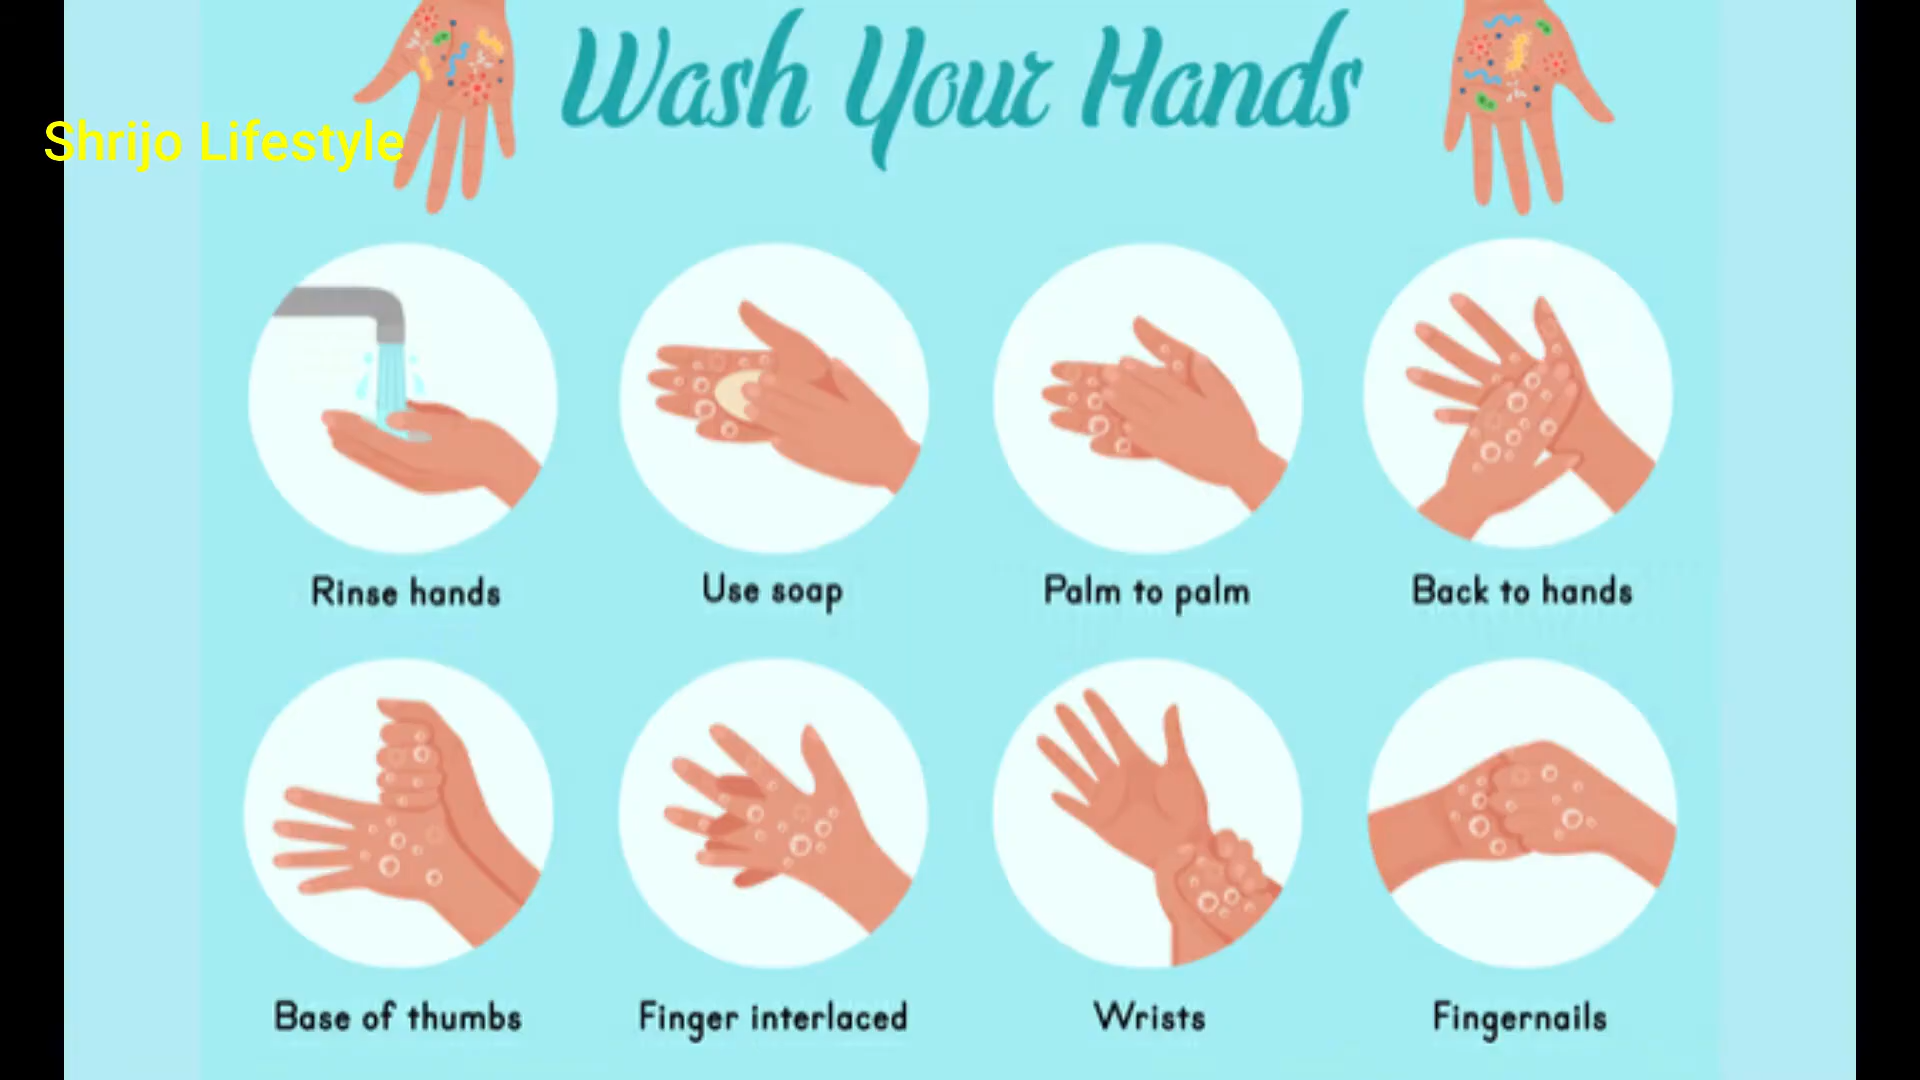 Wash Your Hands
Shrijo Lifestyle
Rinse hands
Use soap
Palm to palm
Back to hands
Base of thumbs
Finger interlaced
Wrists
Fingernails